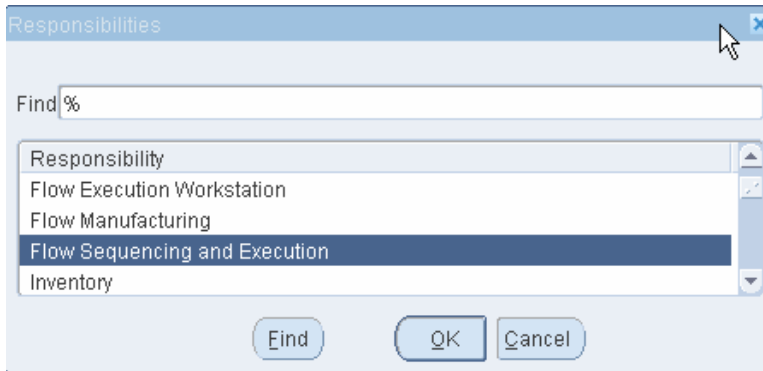 Responsibilities
Find %
Responsibility
Flow Execution Workstation
Flow Manufacturing
Flow Sequencing and Execution
Inventory
Find OK Cancel